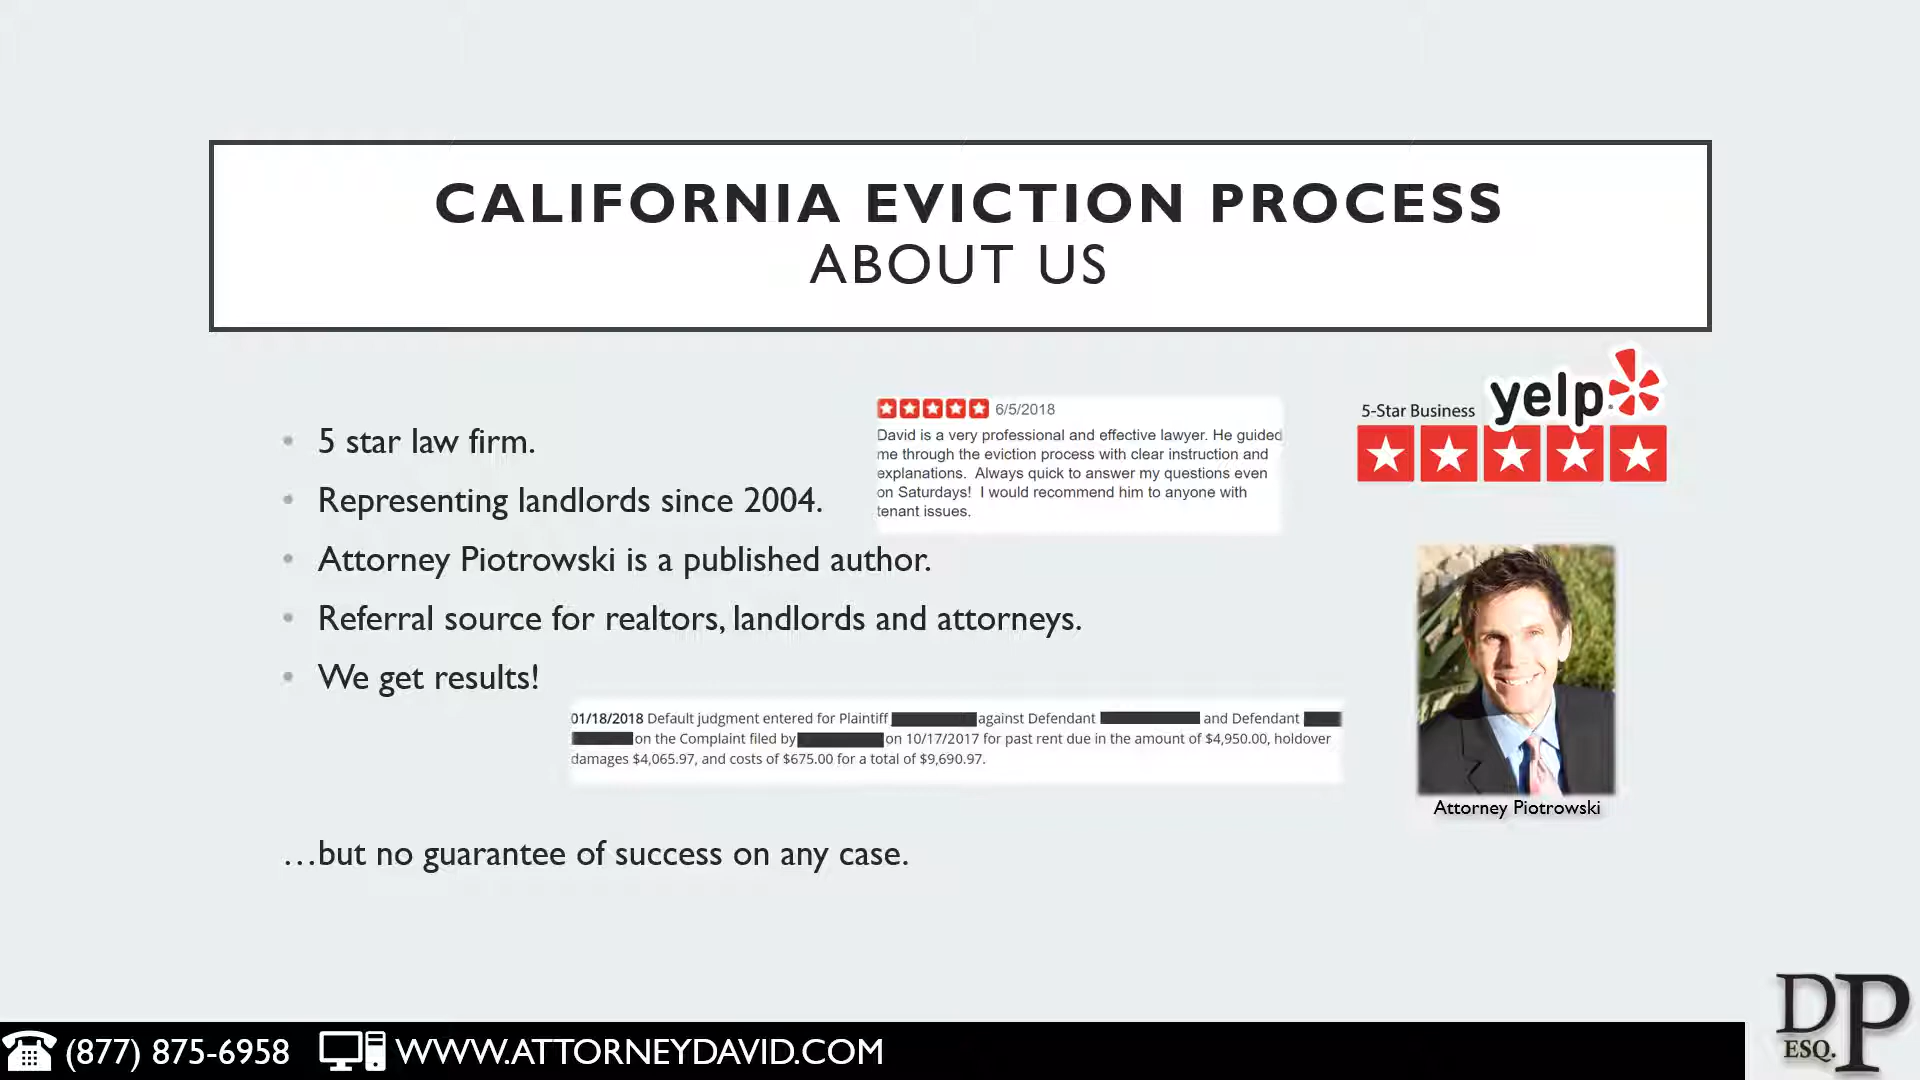 CALIFORNIA EVICTION PROCESS
ABOUT US
5-Star Business yelp
6/5/2018
David is a very professional and effective lawyer. He guided
me through the eviction process with clear instruction and
explanations. Always quick to answer my questions even
on Saturdays! I would recommend him to anyone with
tenant issues.
• 5 star law firm.
• Representing landlords since 2004.
• Attorney Piotrowski is a published author.
• Referral source for realtors, landlords and attorneys.
• We get results!
01/18/2018 Default judgment entered for Plaintiff against Defendant and Defendant
on the Complaint filed by on 10/17/2017 for past rent due in the amount of $4,950.00, holdover
damages $4,065.97, and costs of $675.00 for a total of $9,690.97.
Attorney Piotrowski
…but no guarantee of success on any case.
(877) 875-6958 WWW.ATTORNEYDAVID.COM
DP
ESQ.